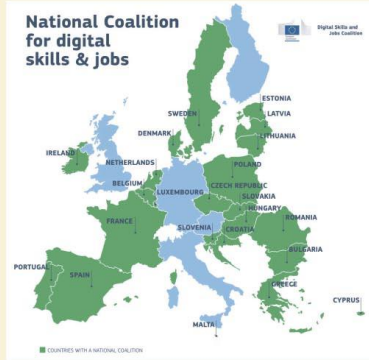 National Coalition
for digital
skills & jobs
Digital Skills and
Jobs Coalition
ESTONIA
LATVIA
LITHUANIA
SWEDEN
DENMARK
IRELAND
NETHERLANDS
BELGIUM
LUXEMBOURG
POLAND
CZECH REPUBLIC
SLOVAKIA
HUNGARY
FRANCE
SLOVENIA
CROATIA
ROMANIA
BULGARIA
PORTUGAL
SPAIN
GREECE
CYPRUS
MALTA
COUNTRIES WITH A NATIONAL COALITION